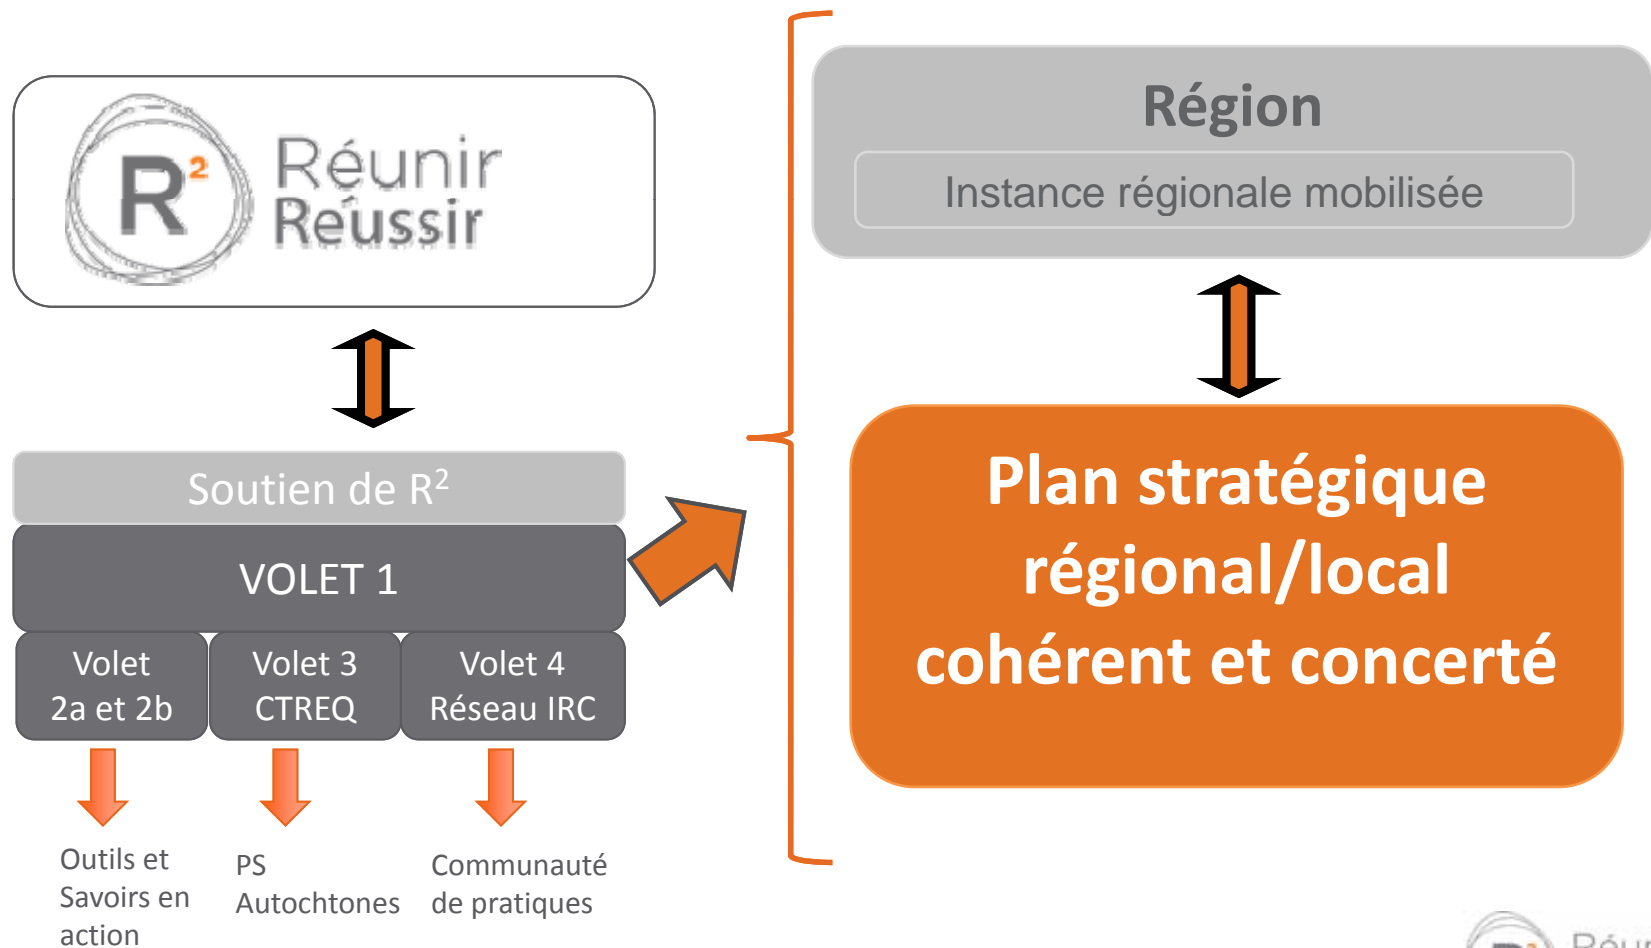 R²
Réunir
Réussir
Soutien de R²
VOLET 1
Volet
2a et 2b
Volet 3
CTREQ
Volet 4
Réseau IRC
Outils et
Savoirs en
action
PS
Autochtones
Communauté
de pratiques
Région
Instance régionale mobilisée
Plan stratégique
régional/local
cohérent et concerté